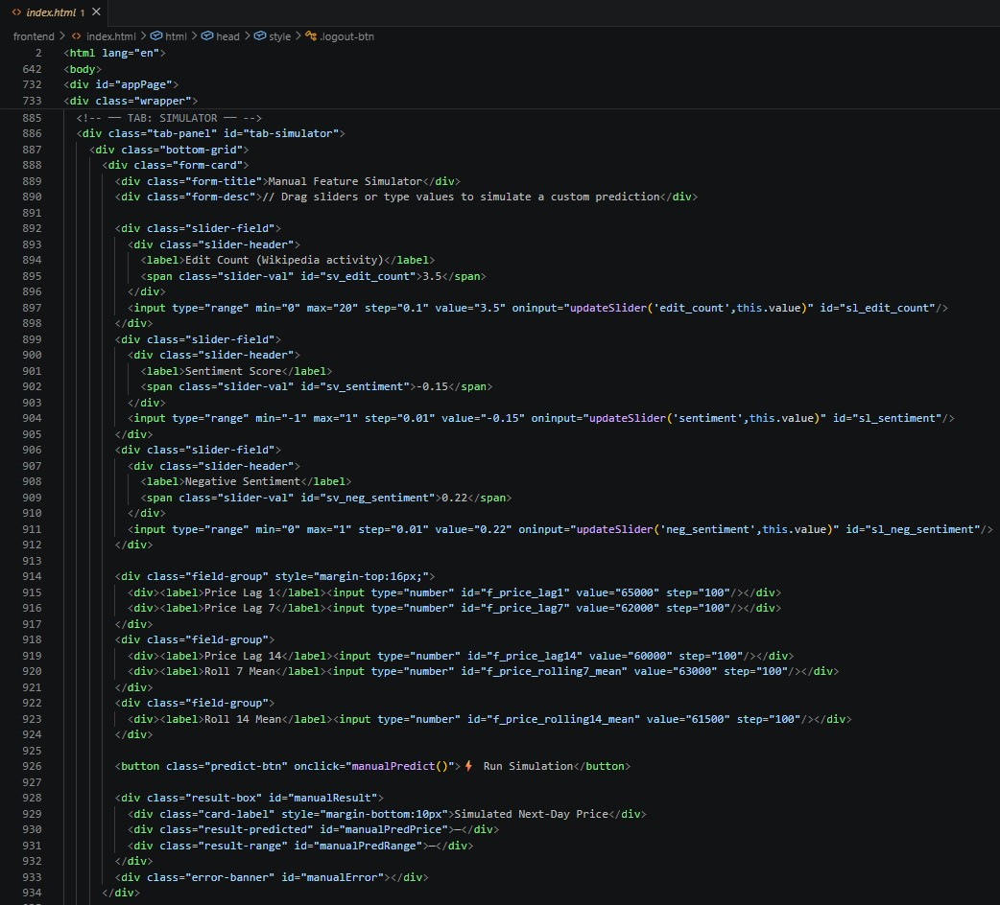 <> index.html 1 ×
frontend > <> index.html > html > head > style > .logout-btn
2 <html lang="en">
642 <body>
732 <div id="appPage">
733 <div class="wrapper">
885 <!-- —— TAB: SIMULATOR —— -->
886 <div class="tab-panel" id="tab-simulator">
887 <div class="bottom-grid">
888 <div class="form-card">
889 <div class="form-title">Manual Feature Simulator</div>
890 <div class="form-desc">// Drag sliders or type values to simulate a custom prediction</div>
891
892 <div class="slider-field">
893 <div class="slider-header">
894 <label>Edit Count (Wikipedia activity)</label>
895 <span class="slider-val" id="sv_edit_count">3.5</span>
896 </div>
897 <input type="range" min="0" max="20" step="0.1" value="3.5" oninput="updateSlider('edit_count',this.value)" id="sl_edit_count"/>
898 </div>
899 <div class="slider-field">
900 <div class="slider-header">
901 <label>Sentiment Score</label>
902 <span class="slider-val" id="sv_sentiment">-0.15</span>
903 </div>
904 <input type="range" min="-1" max="1" step="0.01" value="-0.15" oninput="updateSlider('sentiment',this.value)" id="sl_sentiment"/>
905 </div>
906 <div class="slider-field">
907 <div class="slider-header">
908 <label>Negative Sentiment</label>
909 <span class="slider-val" id="sv_neg_sentiment">0.22</span>
910 </div>
911 <input type="range" min="0" max="1" step="0.01" value="0.22" oninput="updateSlider('neg_sentiment',this.value)" id="sl_neg_sentiment"/>
912 </div>
913
914 <div class="field-group" style="margin-top:16px;">
915 <div><label>Price Lag 1</label><input type="number" id="f_price_lag1" value="65000" step="100"/></div>
916 <div><label>Price Lag 7</label><input type="number" id="f_price_lag7" value="62000" step="100"/></div>
917 </div>
918 <div class="field-group">
919 <div><label>Price Lag 14</label><input type="number" id="f_price_lag14" value="60000" step="100"/></div>
920 <div><label>Roll 7 Mean</label><input type="number" id="f_price_rolling7_mean" value="63000" step="100"/></div>
921 </div>
922 <div class="field-group">
923 <div><label>Roll 14 Mean</label><input type="number" id="f_price_rolling14_mean" value="61500" step="100"/></div>
924 </div>
925
926 <button class="predict-btn" onclick="manualPredict()">⚡ Run Simulation</button>
927
928 <div class="result-box" id="manualResult">
929 <div class="card-label" style="margin-bottom:10px">Simulated Next-Day Price</div>
930 <div class="result-predicted" id="manualPredPrice">—</div>
931 <div class="result-range" id="manualPredRange">—</div>
932 </div>
933 <div class="error-banner" id="manualError"></div>
934 </div>